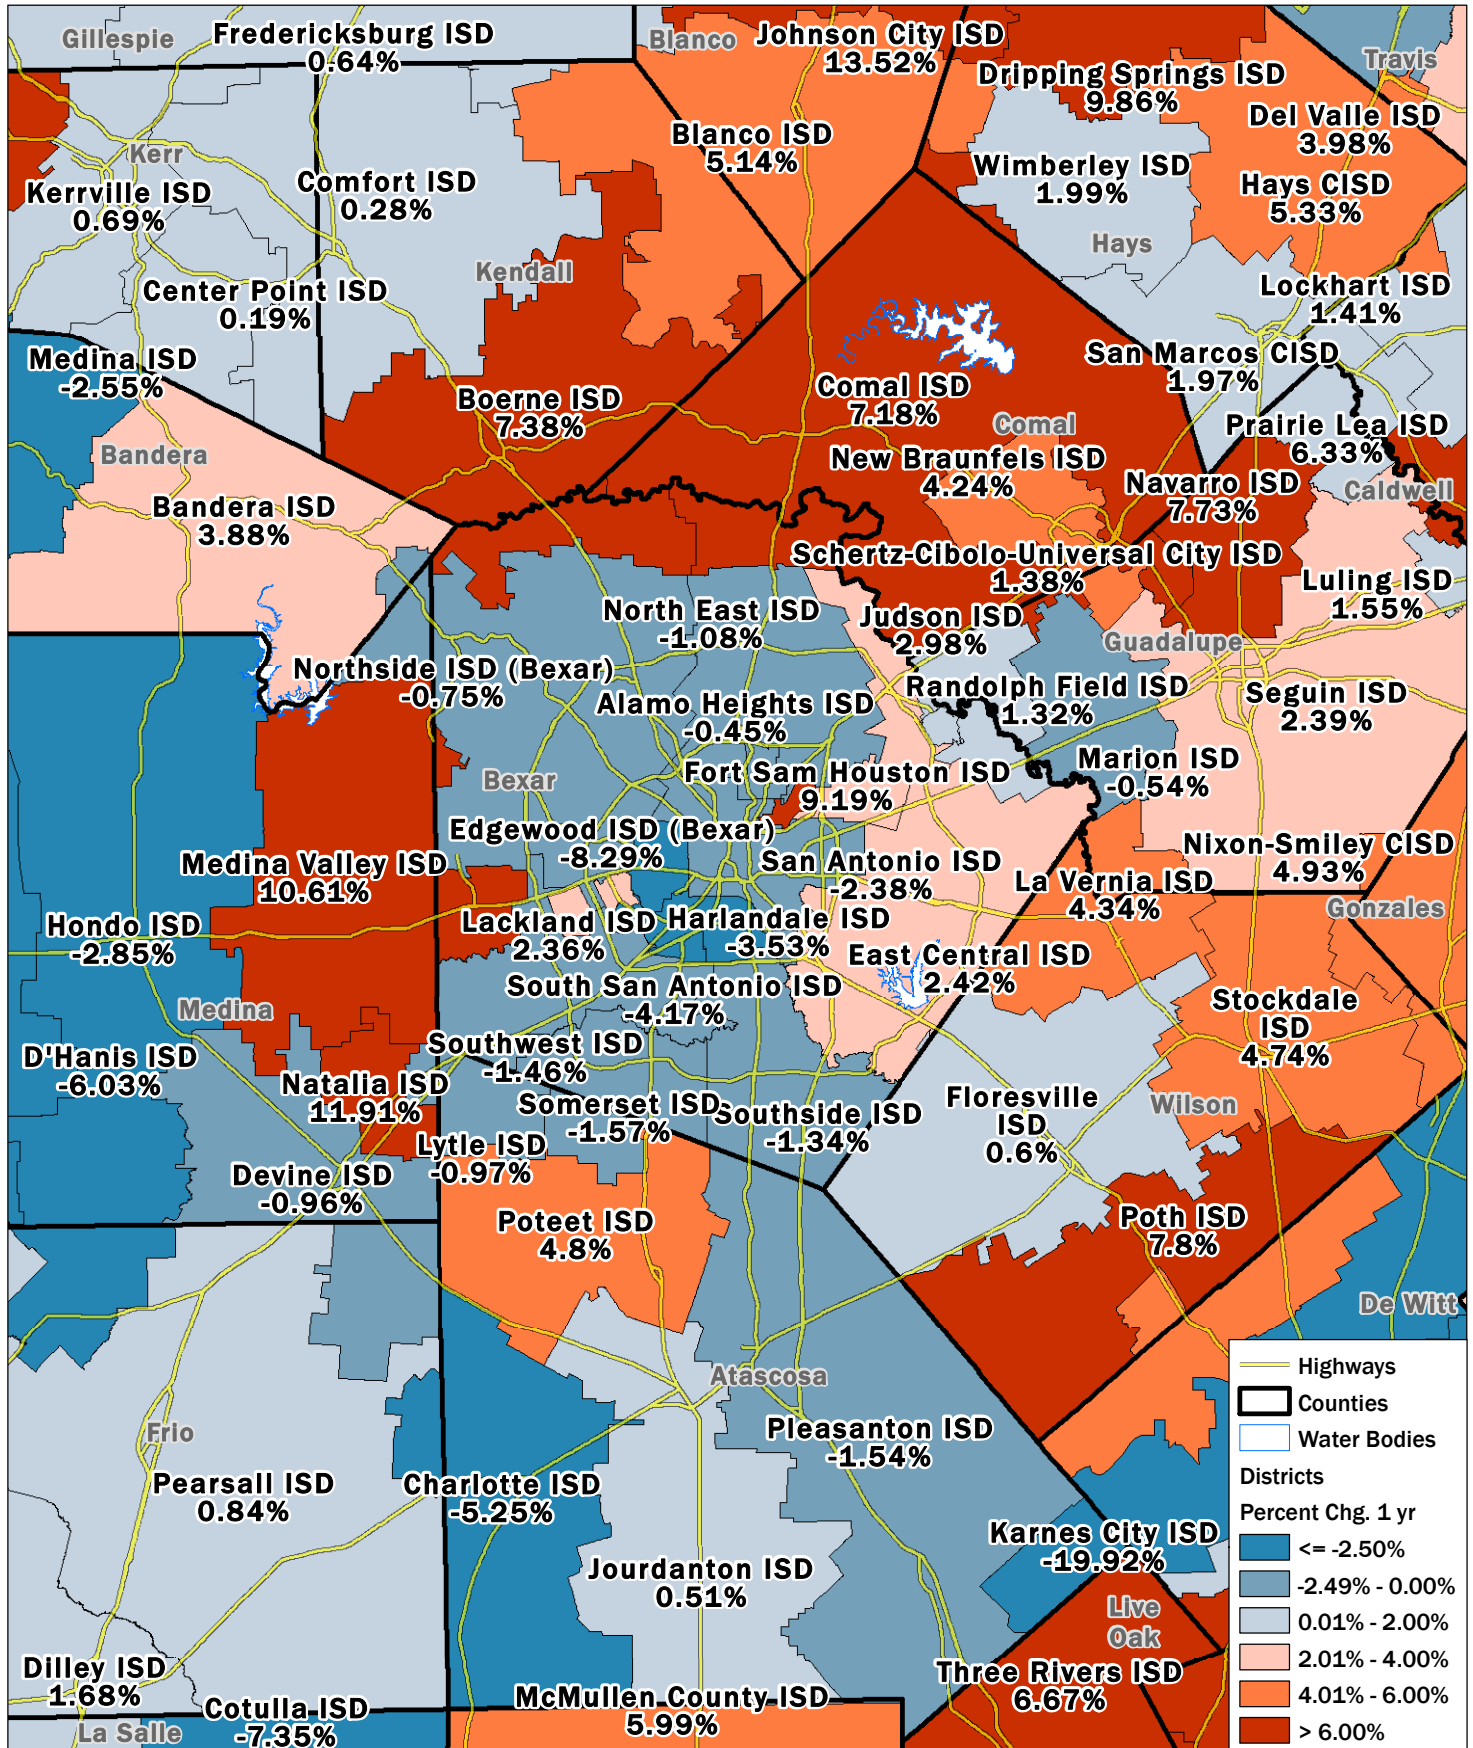 Gillespie
Fredericksburg ISD
0.64%
Blanco
Johnson City ISD
13.52%
Travis
Dripping Springs ISD
9.86%
Del Valle ISD
3.98%
Blanco ISD
5.14%
Kerr
Wimberley ISD
1.99%
Hays CISD
5.33%
Kerrville ISD
0.69%
Comfort ISD
0.28%
Hays
Kendall
Center Point ISD
0.19%
Lockhart ISD
1.41%
Medina ISD
-2.55%
San Marcos CISD
1.97%
Comal ISD
7.18%
Boerne ISD
7.38%
Comal
Prairie Lea ISD
6.33%
Bandera
New Braunfels ISD
4.24%
Navarro ISD
7.73%
Caldwell
Bandera ISD
3.88%
Schertz-Cibolo-Universal City ISD
1.38%
Luling ISD
1.55%
North East ISD
-1.08%
Judson ISD
2.98%
Guadalupe
Northside ISD (Bexar)
-0.75%
Randolph Field ISD
1.32%
Seguin ISD
2.39%
Alamo Heights ISD
-0.45%
Marion ISD
-0.54%
Bexar
Fort Sam Houston ISD
9.19%
Edgewood ISD (Bexar)
-8.29%
Nixon-Smiley CISD
4.93%
Medina Valley ISD
10.61%
San Antonio ISD
-2.38%
La Vernia ISD
4.34%
Gonzales
Hondo ISD
-2.85%
Lackland ISD
2.36%
Harlandale ISD
-3.53%
East Central ISD
2.42%
South San Antonio ISD
-4.17%
Medina
Stockdale
ISD
4.74%
D'Hanis ISD
-6.03%
Southwest ISD
-1.46%
Natalia ISD
11.91%
Somerset ISD
-1.57%
Southside ISD
-1.34%
Floresville
ISD
0.6%
Wilson
Lytle ISD
-0.97%
Devine ISD
-0.96%
Poteet ISD
4.8%
Poth ISD
7.8%
De Witt
Atascosa
Frio
Pleasanton ISD
-1.54%
Pearsall ISD
0.84%
Charlotte ISD
-5.25%
Karnes City ISD
-19.92%
Jourdanton ISD
0.51%
Live
Oak
Dilley ISD
1.68%
Three Rivers ISD
6.67%
Cotulla ISD
-7.35%
McMullen County ISD
5.99%
La Salle
Highways
Counties
Water Bodies
Districts
Percent Chg. 1 yr
<= -2.50%
-2.49% - 0.00%
0.01% - 2.00%
2.01% - 4.00%
4.01% - 6.00%
> 6.00%